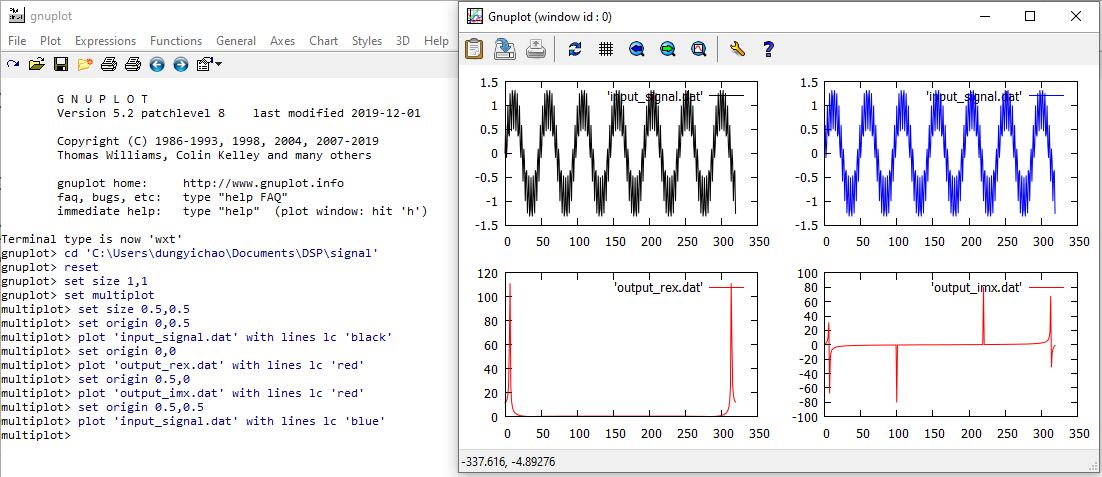 gnuplot
File Plot Expressions Functions General Axes Chart Styles 3D Help
G N U P L O T
Version 5.2 patchlevel 8 last modified 2019-12-01
Copyright (C) 1986-1993, 1998, 2004, 2007-2019
Thomas Williams, Colin Kelley and many others
gnuplot home: http://www.gnuplot.info
faq, bugs, etc: type "help FAQ"
immediate help: type "help" (plot window: hit 'h')
Terminal type is now 'wxt'
gnuplot> cd 'C:\Users\dungyichao\Documents\DSP\signal'
gnuplot> reset
gnuplot> set size 1,1
gnuplot> set multiplot
multiplot> set size 0.5,0.5
multiplot> set origin 0,0.5
multiplot> plot 'input_signal.dat' with lines lc 'black'
multiplot> set origin 0,0
multiplot> plot 'output_rex.dat' with lines lc 'red'
multiplot> set origin 0.5,0
multiplot> plot 'output_imx.dat' with lines lc 'red'
multiplot> set origin 0.5,0.5
multiplot> plot 'input_signal.dat' with lines lc 'blue'
multiplot>
Gnuplot (window id : 0)
1.5
'input_signal.dat'
1
0.5
0
-0.5
-1
-1.5
0 50 100 150 200 250 300 350
1.5
'input_signal.dat'
1
0.5
0
-0.5
-1
-1.5
0 50 100 150 200 250 300 350
120
'output_rex.dat'
100
80
60
40
20
0
0 50 100 150 200 250 300 350
100
'output_imx.dat'
80
60
40
20
0
-20
-40
-60
-80
-100
0 50 100 150 200 250 300 350
-337.616, -4.89276